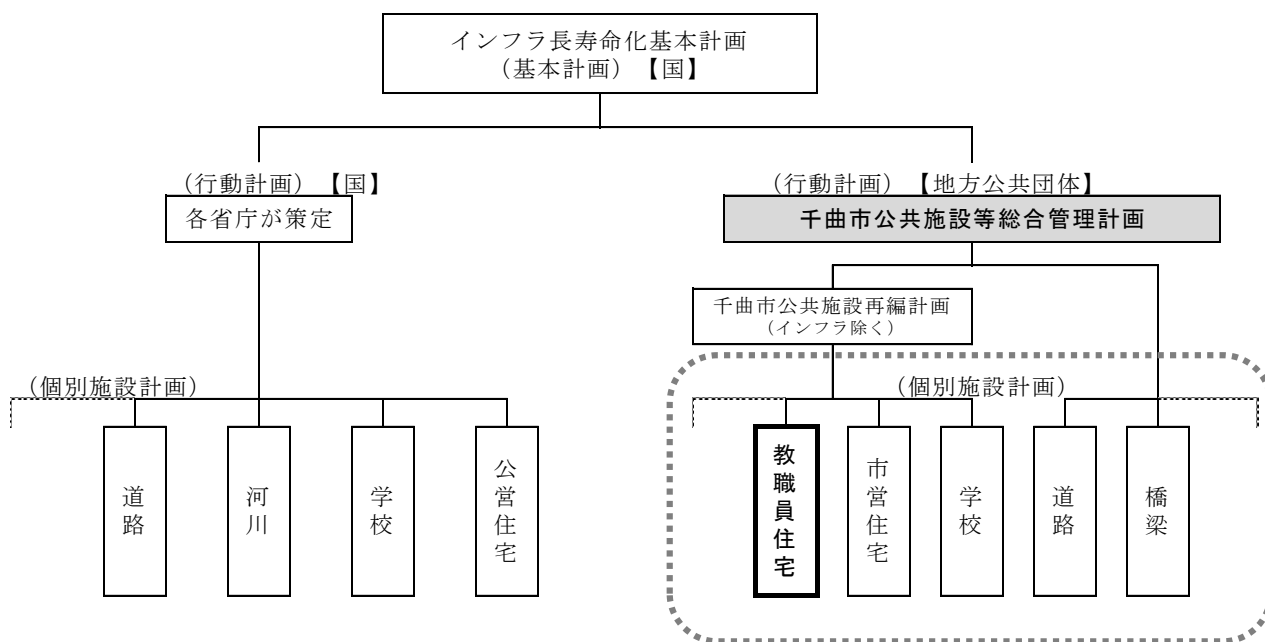 インフラ長寿命化基本計画
（基本計画）【国】
（行動計画）【国】
各省庁が策定
（行動計画）【地方公共団体】
千曲市公共施設等総合管理計画
千曲市公共施設再編計画
（インフラ除く）
（個別施設計画）
（個別施設計画）
道路
河川
学校
公営住宅
教職員住宅
市営住宅
学校
道路
橋梁